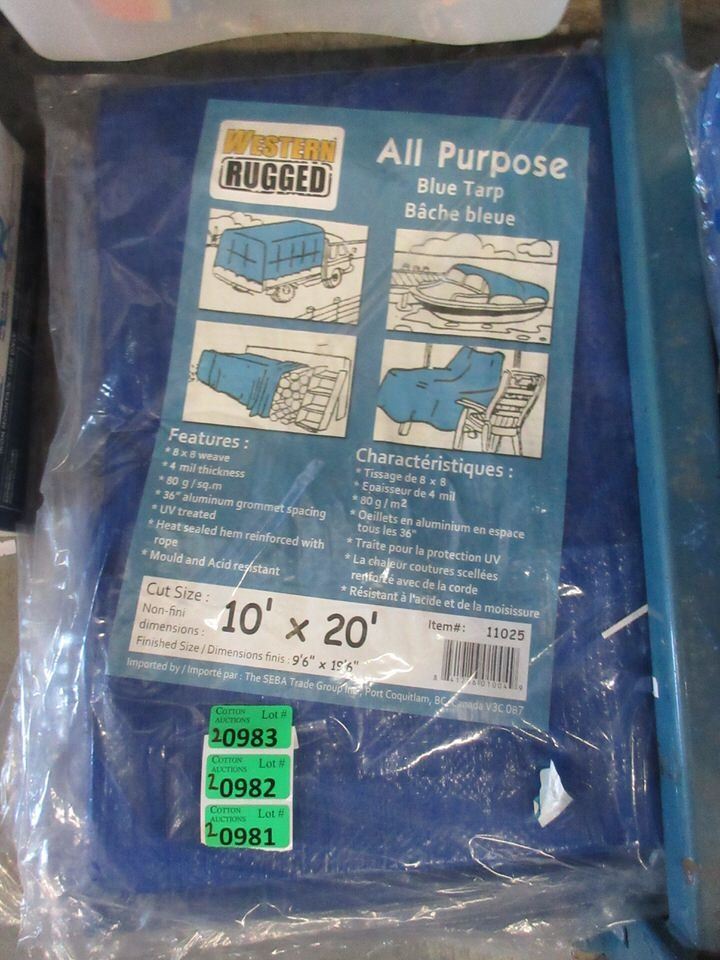 WESTERN
RUGGED
All Purpose
Blue Tarp
Bâche bleue
Features :
* 8 x 8 weave
* 4 mil thickness
* 80 g / sq.m
* 36" aluminum grommet spacing
* UV treated
* Heat sealed hem reinforced with
rope
* Mould and Acid resistant
Charactéristiques :
* Tissage de 8 x 8
* Epaisseur de 4 mil
* 80 g / m²
* Oeillets en aluminium en espace
tous les 36"
* Traite pour la protection UV
* La chaleur coutures scellées
renforcé avec de la corde
* Résistant à l'acide et de la moisissure
Cut Size :
Non-fini
dimensions :
10' x 20'
Finished Size / Dimensions finis : 9'6" x 19'6"
Item#: 11025
Imported by / Importé par : The SEBA Trade Group Inc., Port Coquitlam, BC, Canada V3C 0B7
COTTON
AUCTIONS Lot #
20983
COTTON
AUCTIONS Lot #
20982
COTTON
AUCTIONS Lot #
20981